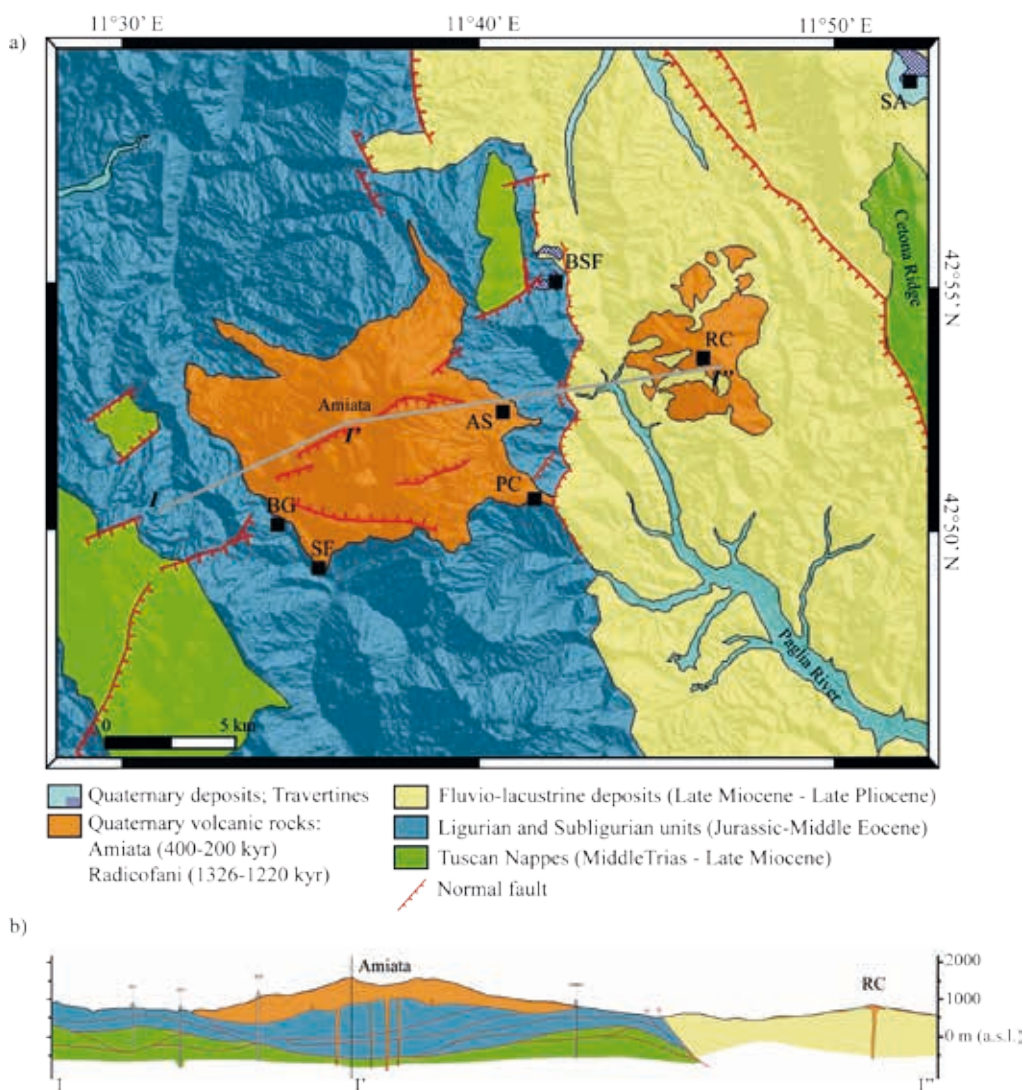 a)
11°30' E
11°40' E
11°50' E
SA
Cetona Ridge
42°55' N
BSF
RC
I''
Amiata
I'
AS
PC
I
BG
SF
42°50' N
Paglia River
0
5 km
Quaternary deposits; Travertines
Quaternary volcanic rocks:
Amiata (400-200 kyr)
Radicofani (1326-1220 kyr)
Fluvio-lacustrine deposits (Late Miocene - Late Pliocene)
Ligurian and Subligurian units (Jurassic-Middle Eocene)
Tuscan Nappes (MiddleTrias - Late Miocene)
Normal fault
b)
Amiata
RC
2000
1000
0 m (a.s.l.)
I
I'
I''